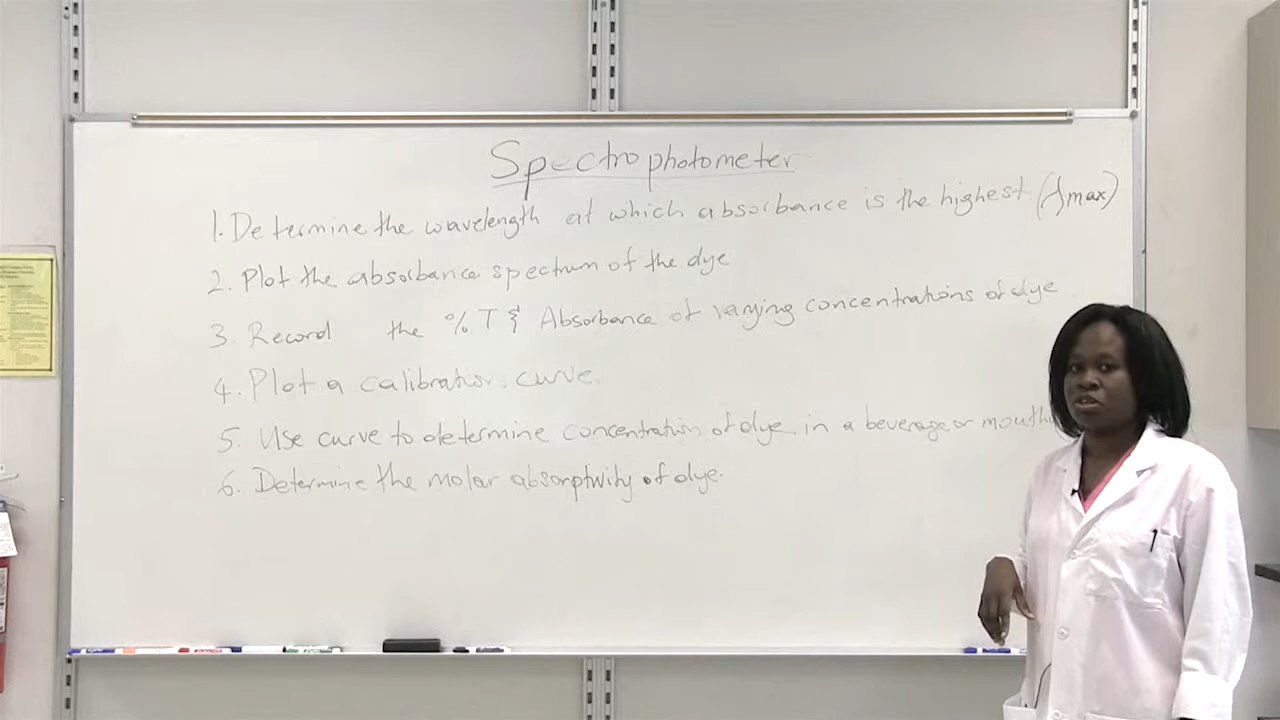 Spectrophotometer
1. Determine the wavelength at which absorbance is the highest (λmax)
2. Plot the absorbance spectrum of the dye
3. Record the % T & Absorbance of varying concentrations of dye
4. Plot a calibration curve.
5. Use curve to determine concentration of dye in a beverage or mouth
6. Determine the molar absorptivity of dye.